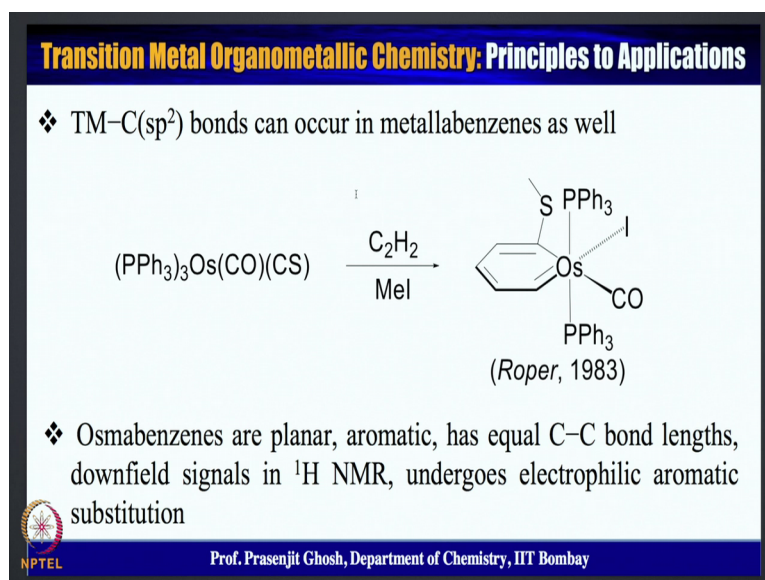 Transition Metal Organometallic Chemistry: Principles to Applications
❖ TM−C(sp²) bonds can occur in metallabenzenes as well
(PPh₃)₃Os(CO)(CS)
C₂H₂
MeI
S PPh₃
I
Os
CO
PPh₃
(Roper, 1983)
❖ Osmabenzenes are planar, aromatic, has equal C−C bond lengths,
downfield signals in ¹H NMR, undergoes electrophilic aromatic
substitution
NPTEL
Prof. Prasenjit Ghosh, Department of Chemistry, IIT Bombay